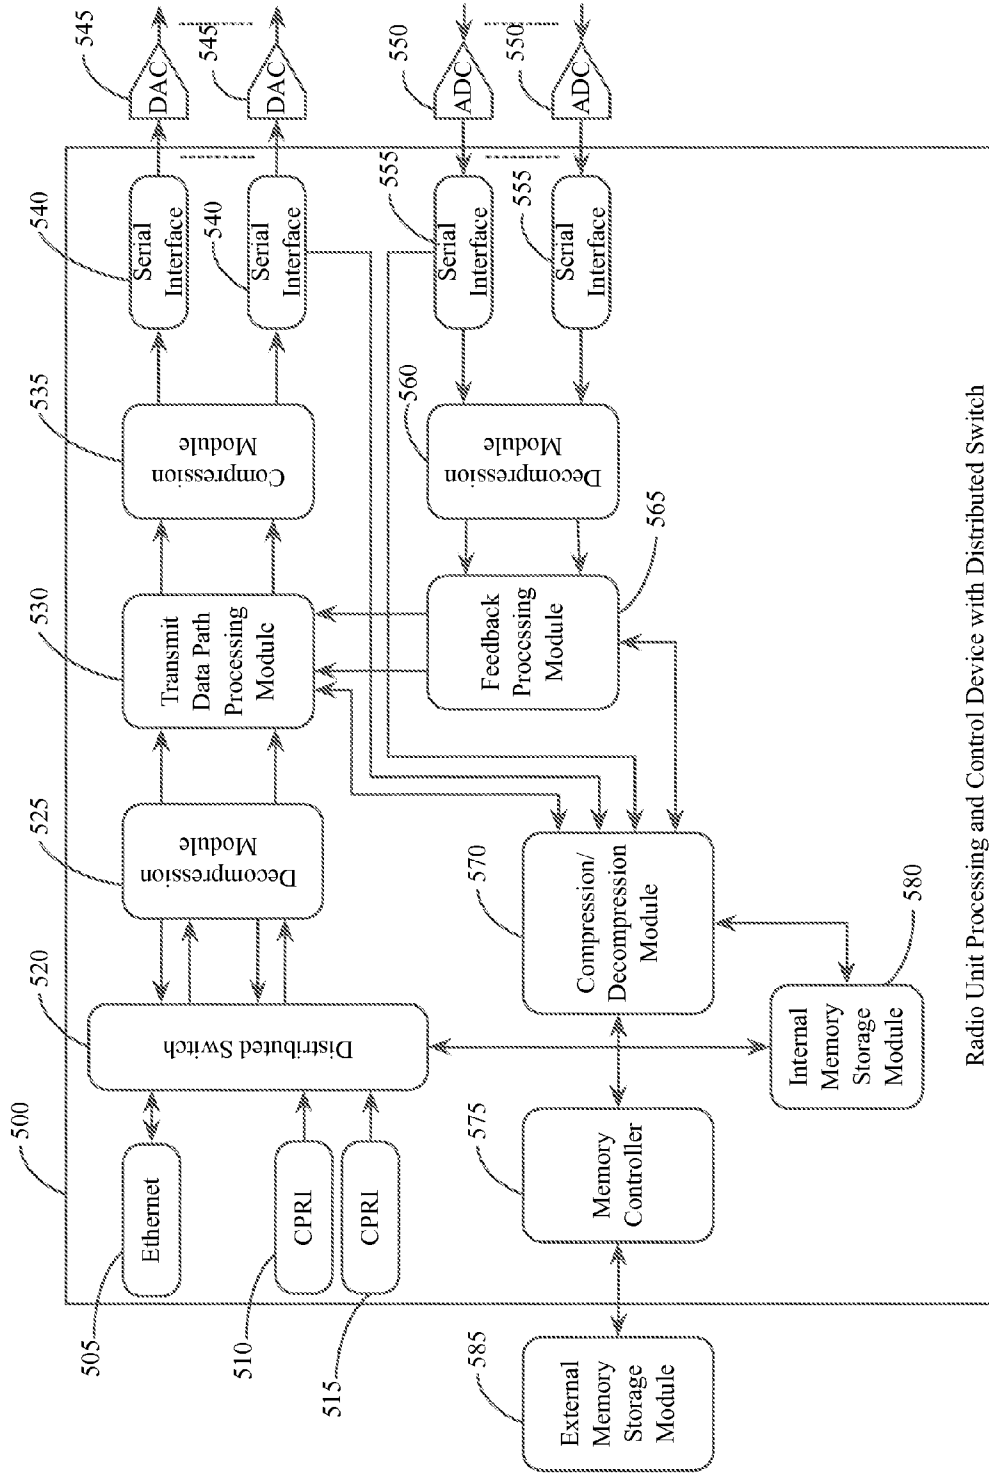 500
505
Ethernet
510
CPRI
515
CPRI
520
Distributed Switch
525
Decompression
Module
530
Transmit
Data Path
Processing
Module
535
Compression
Module
540
Serial
Interface
540
Serial
Interface
545
DAC
545
DAC
550
ADC
550
ADC
555
Serial
Interface
555
Serial
Interface
560
Decompression
Module
565
Feedback
Processing
Module
570
Compression/
Decompression
Module
575
Memory
Controller
580
Internal
Memory
Storage
Module
585
External
Memory
Storage
Module
Radio Unit Processing and Control Device with Distributed Switch